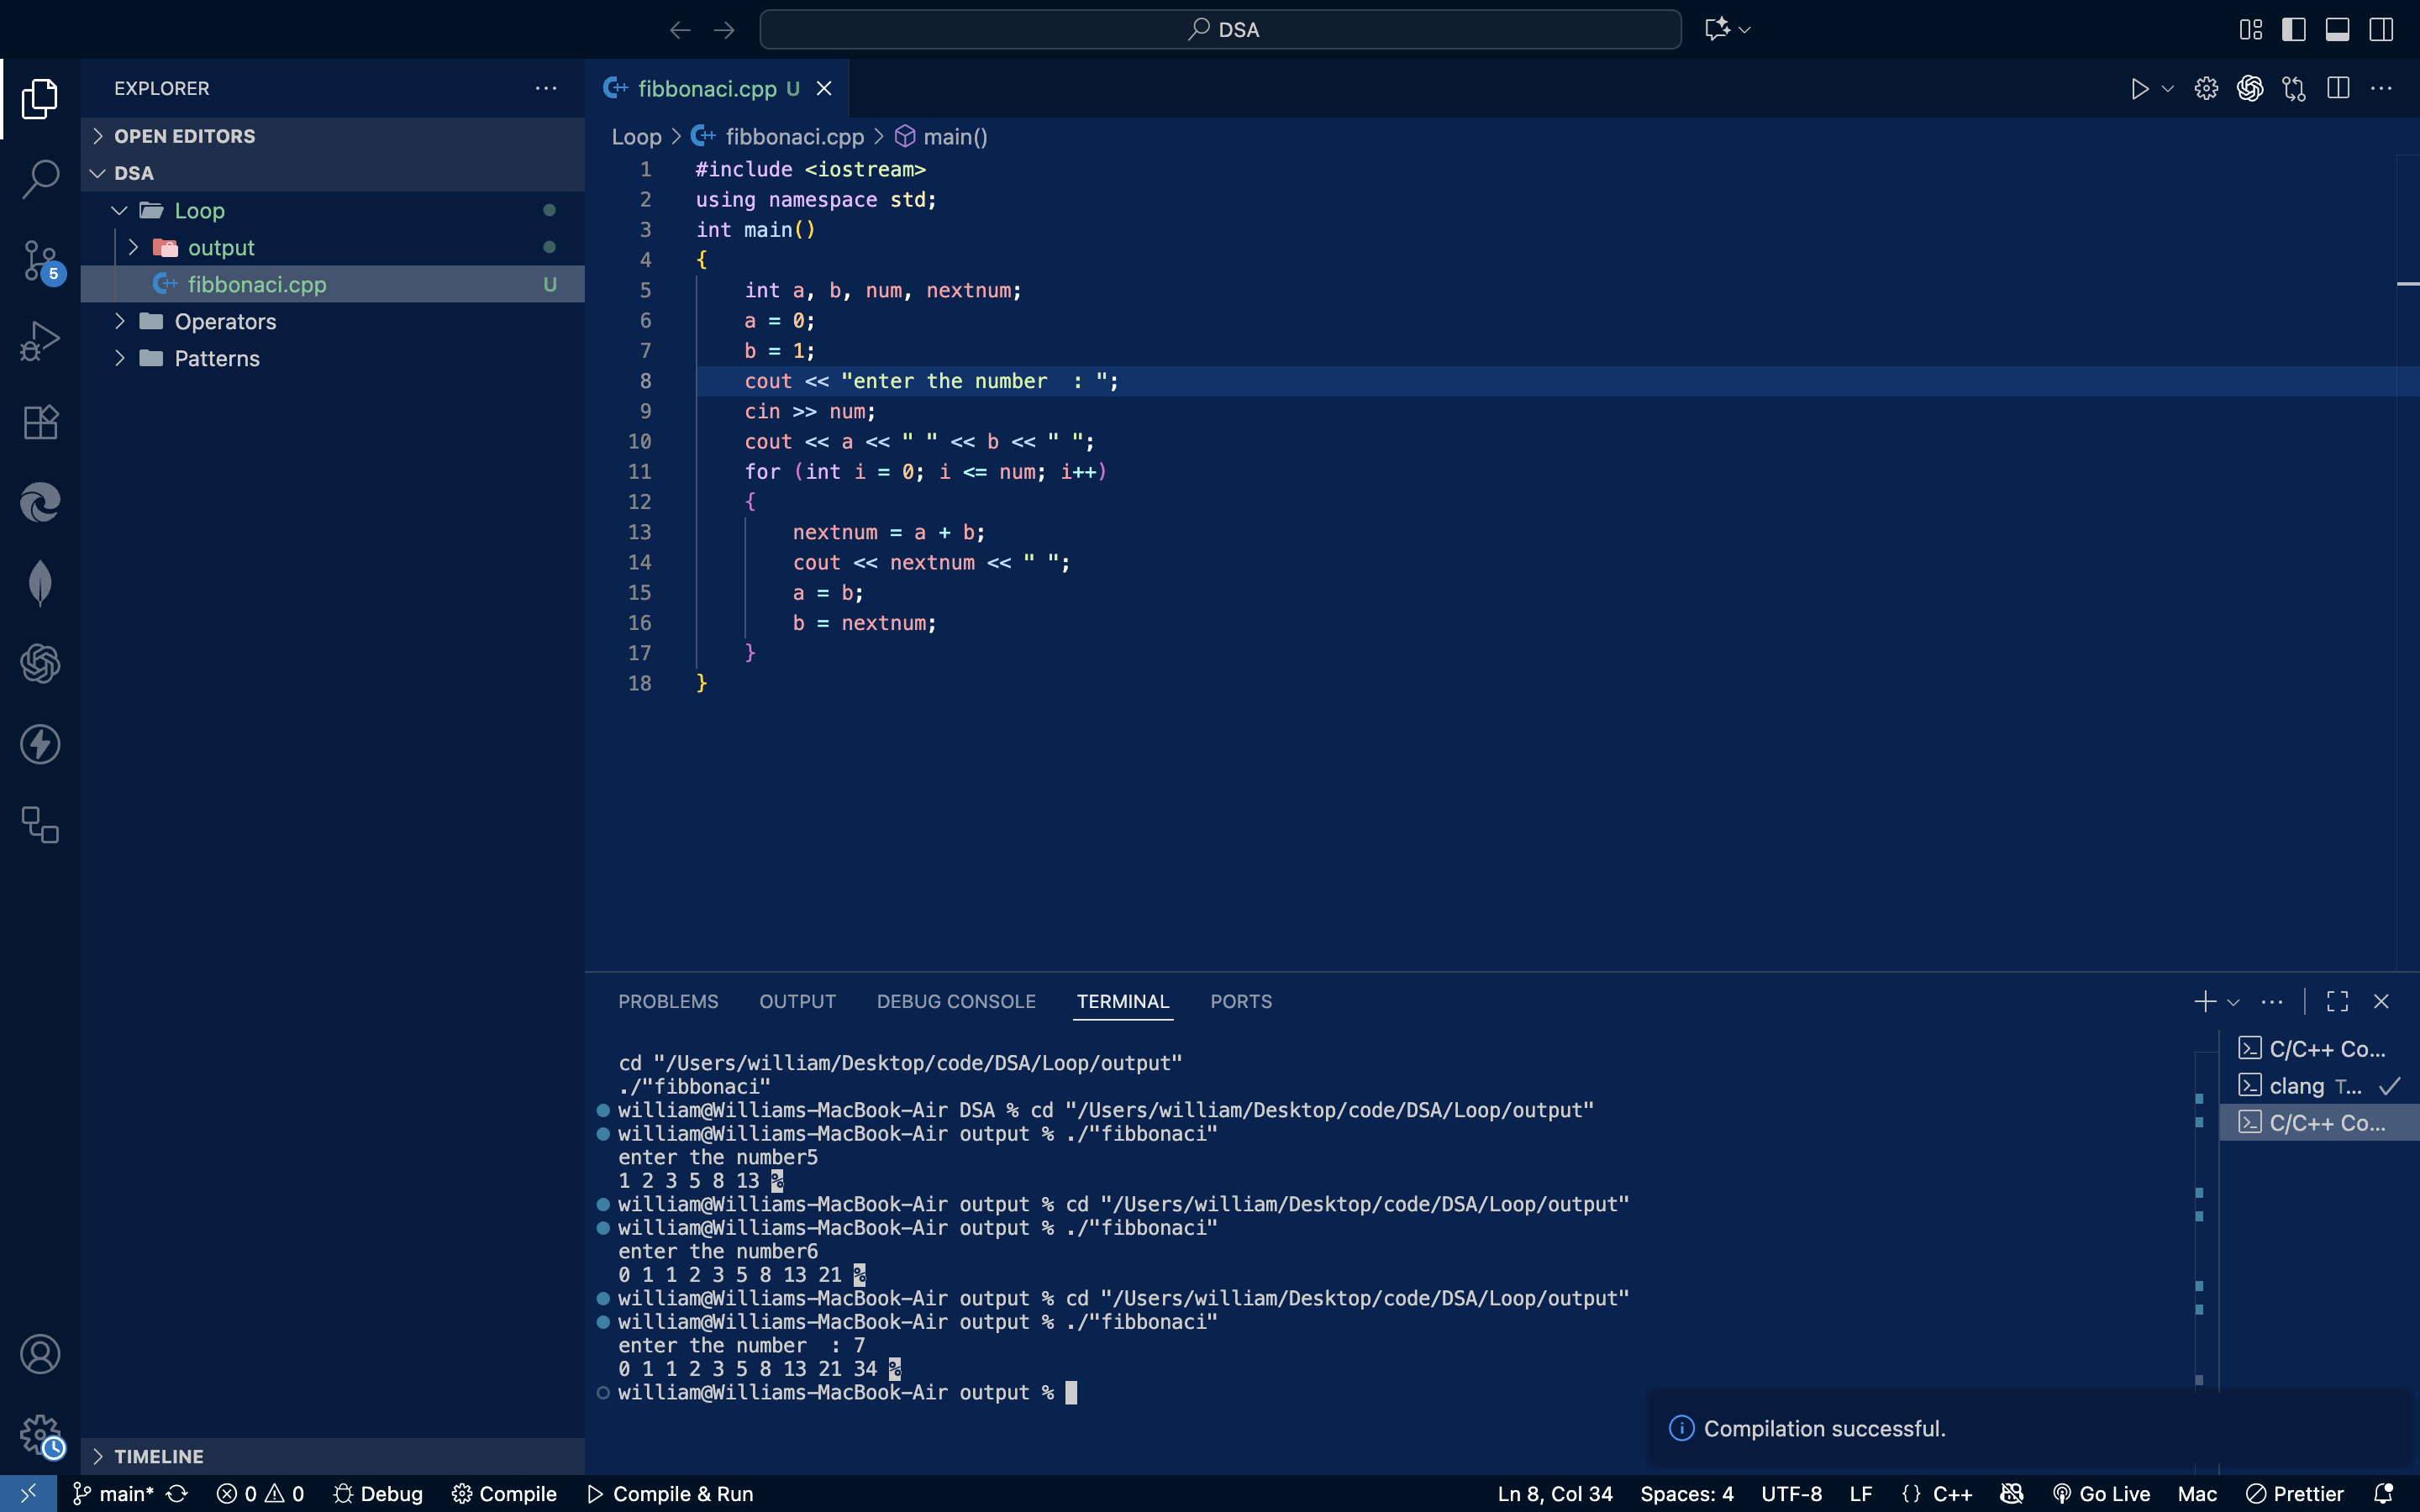 DSA
EXPLORER
OPEN EDITORS
DSA
Loop
output
fibbonaci.cpp U
Operators
Patterns
TIMELINE
5
fibbonaci.cpp U
Loop > fibbonaci.cpp > main()
1 #include <iostream>
2 using namespace std;
3 int main()
4 {
5 int a, b, num, nextnum;
6 a = 0;
7 b = 1;
8 cout << "enter the number  : ";
9 cin >> num;
10 cout << a << " " << b << " ";
11 for (int i = 0; i <= num; i++)
12 {
13 nextnum = a + b;
14 cout << nextnum << " ";
15 a = b;
16 b = nextnum;
17 }
18 }
PROBLEMS OUTPUT DEBUG CONSOLE TERMINAL PORTS
cd "/Users/william/Desktop/code/DSA/Loop/output"
./"fibbonaci"
william@Williams-MacBook-Air DSA % cd "/Users/william/Desktop/code/DSA/Loop/output"
william@Williams-MacBook-Air output % ./"fibbonaci"
enter the number5
1 2 3 5 8 13 %
william@Williams-MacBook-Air output % cd "/Users/william/Desktop/code/DSA/Loop/output"
william@Williams-MacBook-Air output % ./"fibbonaci"
enter the number6
0 1 1 2 3 5 8 13 21 %
william@Williams-MacBook-Air output % cd "/Users/william/Desktop/code/DSA/Loop/output"
william@Williams-MacBook-Air output % ./"fibbonaci"
enter the number  : 7
0 1 1 2 3 5 8 13 21 34 %
william@Williams-MacBook-Air output %
C/C++ Co...
clang T...
C/C++ Co...
Compilation successful.
main* 0 0 Debug Compile Compile & Run Ln 8, Col 34 Spaces: 4 UTF-8 LF {} C++ Go Live Mac Prettier